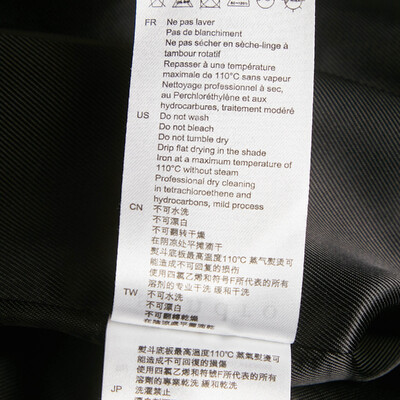 FR Ne pas laver
Pas de blanchiment
Ne pas sécher en sèche-linge à
tambour rotatif
Repasser à une température
maximale de 110°C sans vapeur
Nettoyage professionnel à sec,
au Perchloréthylène et aux
hydrocarbures, traitement modéré
US Do not wash
Do not bleach
Do not tumble dry
Drip flat drying in the shade
Iron at a maximum temperature of
110°C without steam
Professional dry cleaning
in tetrachloroethene and
hydrocarbons, mild process
CN 不可水洗
不可漂白
不可翻转干燥
在阴凉处平摊滴干
熨斗底板最高温度110°C 蒸气熨烫可
能造成不可回复的损伤
使用四氯乙烯和符号F所代表的所有
溶剂的专业干洗 缓和干洗
TW 不可水洗
不可漂白
不可翻轉乾燥
熨斗底板最高溫度110°C 蒸氣熨燙可
能造成不可回復的損傷
使用四氯乙烯和符號F所代表的所有
溶劑的專業乾洗 緩和乾洗
JP 洗濯禁止